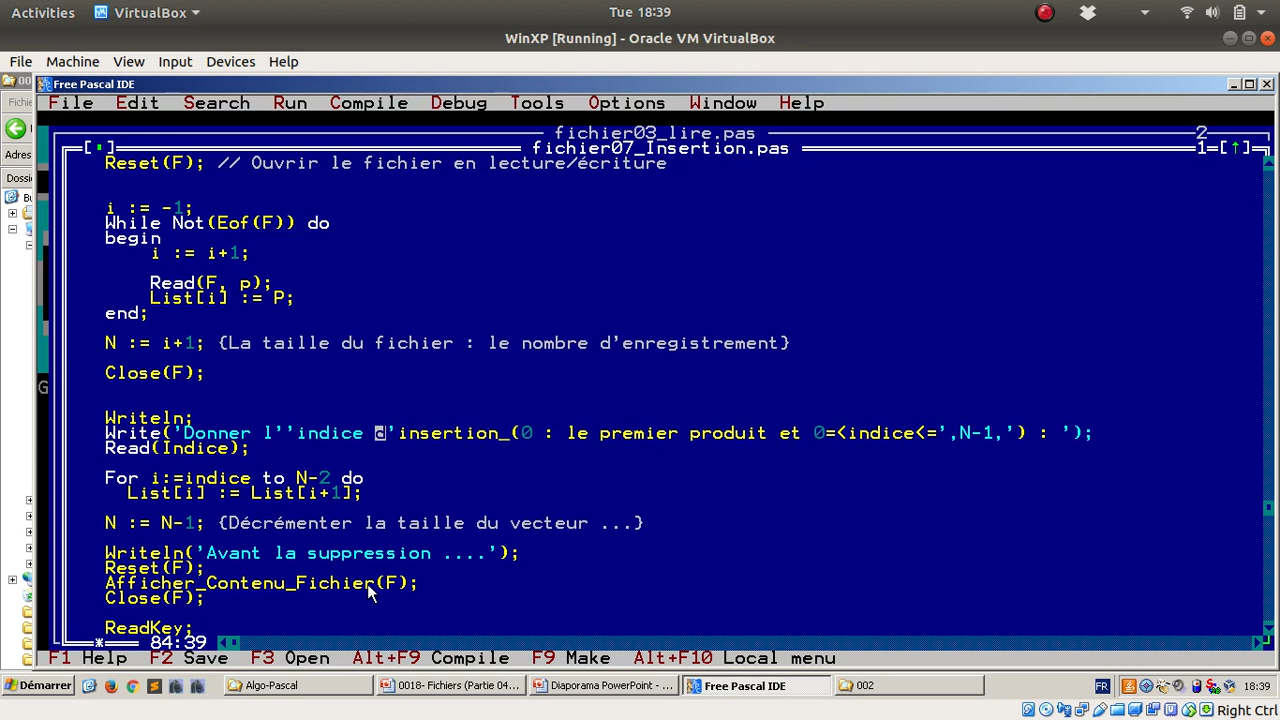 Activities VirtualBox Tue 18:39
WinXP [Running] - Oracle VM VirtualBox
File Machine View Input Devices Help
Free Pascal IDE
File Edit Search Run Compile Debug Tools Options Window Help
fichier03_lire.pas 2
fichier07_Insertion.pas 1
Reset(F); // Ouvrir le fichier en lecture/écriture
i := -1;
While Not(Eof(F)) do
begin
i := i+1;
Read(F, p);
List[i] := P;
end;
N := i+1; {La taille du fichier : le nombre d'enregistrement}
Close(F);
Writeln;
Write('Donner l''indice d'insertion_(0 : le premier produit et 0=<indice<=',N-1,') : ');
Read(Indice);
For i:=indice to N-2 do
List[i] := List[i+1];
N := N-1; {Décrémenter la taille du vecteur ...}
Writeln('Avant la suppression ....');
Reset(F);
Afficher_Contenu_Fichier(F);
Close(F);
ReadKey;
84:39
F1 Help F2 Save F3 Open Alt+F9 Compile F9 Make Alt+F10 Local menu
Démarrer Algo-Pascal 0018- Fichiers (Partie 04... Diaporama PowerPoint - ... Free Pascal IDE 002 FR 18:39
Right Ctrl